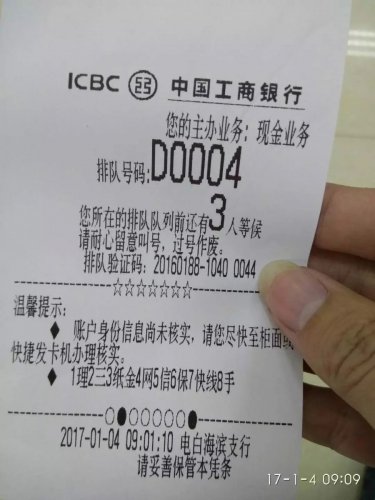 ICBC 中国工商银行
您的主办业务：现金业务
排队号码：D0004
您所在的排队队列前还有3人等候
请耐心留意叫号，过号作废。
排队验证码：20160188-1040 0044
☆☆☆☆☆☆☆
温馨提示：
◆ 账户身份信息尚未核实，请您尽快至柜面或
快捷发卡机办理核实。
◆ 1理2三3纸金4网5信6保7快线8手
○●○○○○○●
2017-01-04 09:01:10 电白海滨支行
请妥善保管本凭条
17-1-4 09:09